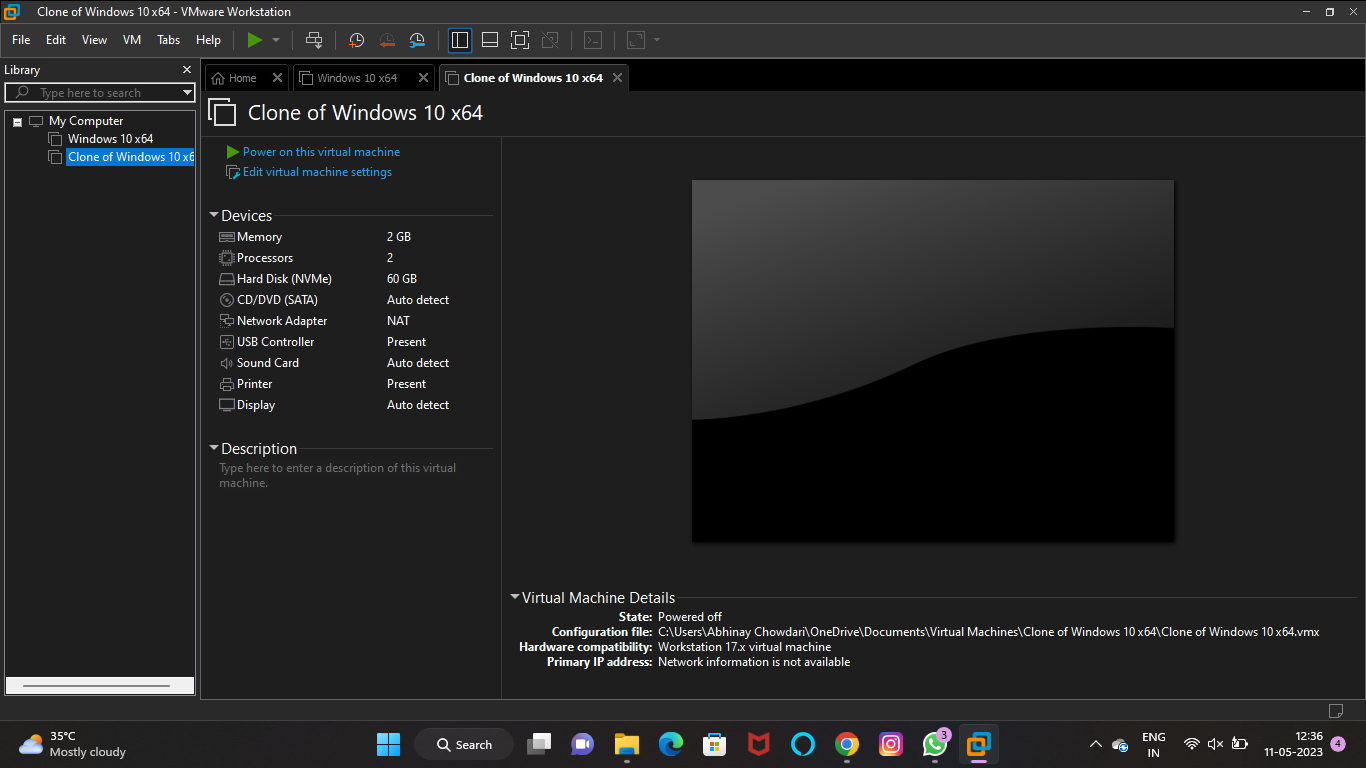 Clone of Windows 10 x64 - VMware Workstation
File Edit View VM Tabs Help
Library
Type here to search
My Computer
Windows 10 x64
Clone of Windows 10 x6
Home
Windows 10 x64
Clone of Windows 10 x64
Clone of Windows 10 x64
Power on this virtual machine
Edit virtual machine settings
Devices
Memory 2 GB
Processors 2
Hard Disk (NVMe) 60 GB
CD/DVD (SATA) Auto detect
Network Adapter NAT
USB Controller Present
Sound Card Auto detect
Printer Present
Display Auto detect
Description
Type here to enter a description of this virtual
machine.
Virtual Machine Details
State: Powered off
Configuration file: C:\Users\Abhinay Chowdari\OneDrive\Documents\Virtual Machines\Clone of Windows 10 x64\Clone of Windows 10 x64.vmx
Hardware compatibility: Workstation 17.x virtual machine
Primary IP address: Network information is not available
35°C
Mostly cloudy
Search
3
ENG
IN
12:36
11-05-2023
4